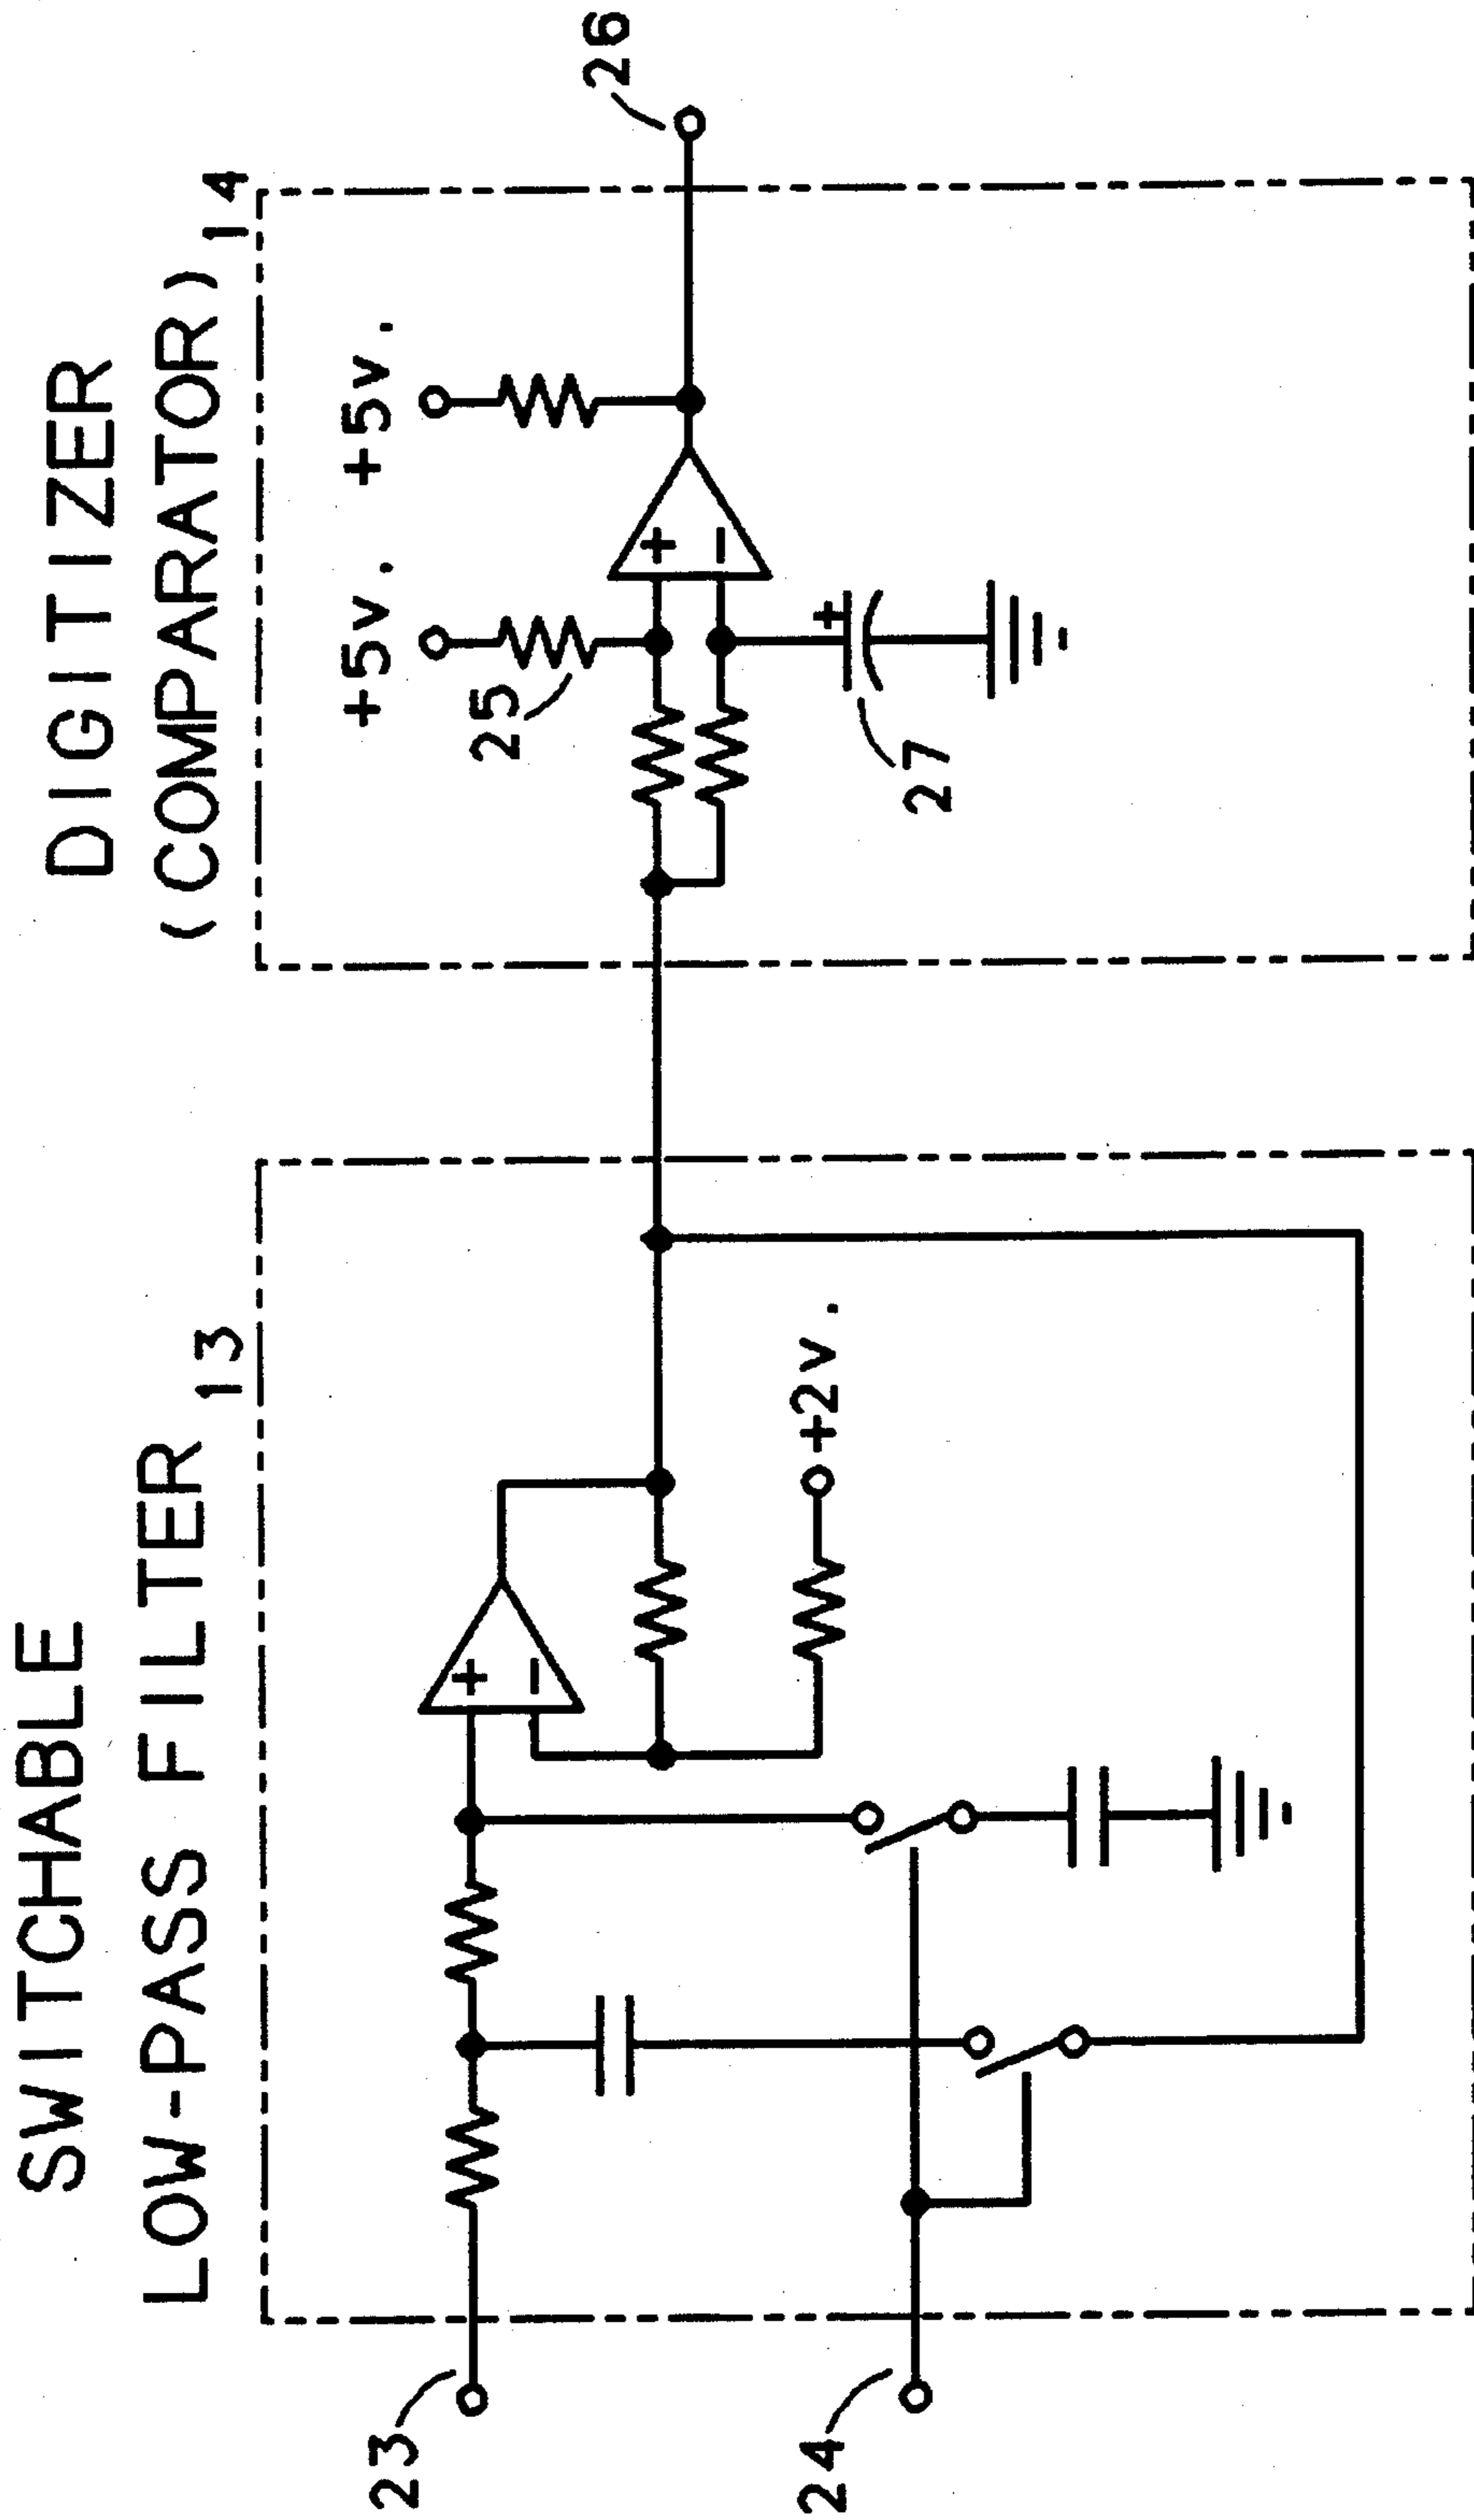 SWITCHABLE
LOW-PASS FILTER 13
DIGITIZER
(COMPARATOR) 14
23
24
+
−
+2v.
+5v. +5v.
25
+
−
+
27
26